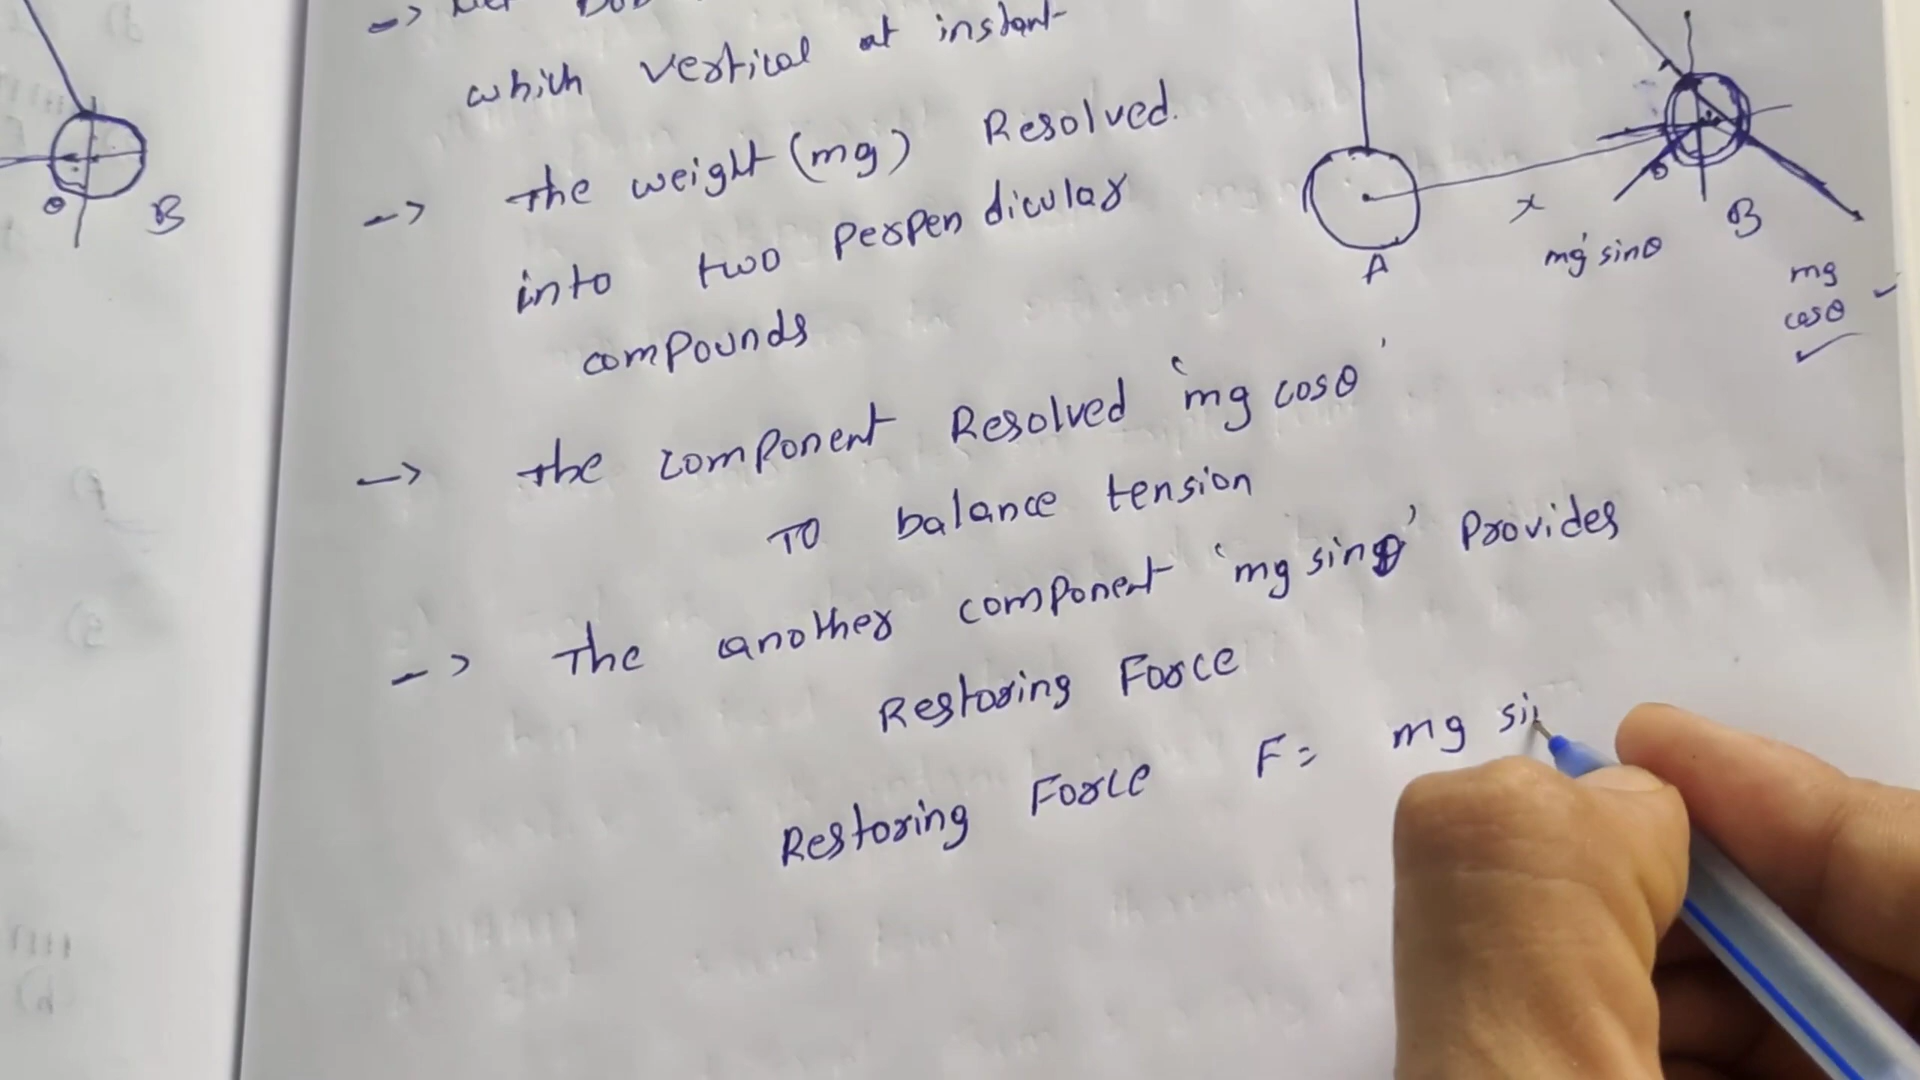 ->
which vertical at instant
-> the weight (mg) Resolved.
into two perpendicular
compounds
-> the component Resolved 'mg cosθ'
TO balance tension
-> The another component 'mg sinθ' Provides
Restoring Force
Restoring Force F = mg si
x
mg sinθ
A
B
mg
cosθ
θ
θ
B